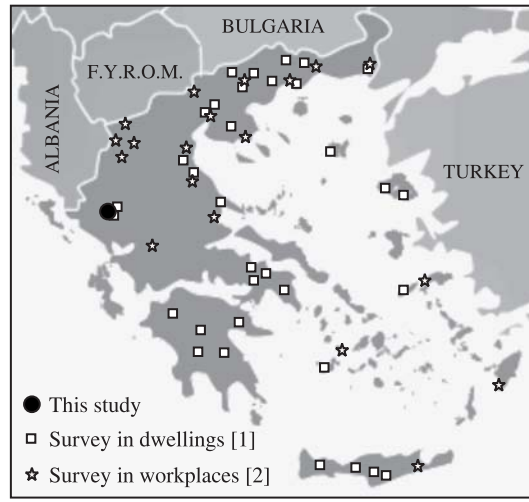 BULGARIA
F.Y.R.O.M.
ALBANIA
TURKEY
This study
Survey in dwellings [1]
Survey in workplaces [2]